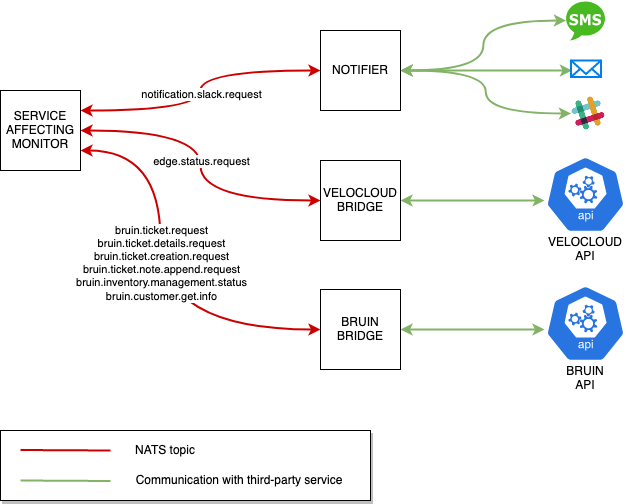 SMS
NOTIFIER
notification.slack.request
SERVICE
AFFECTING
MONITOR
edge.status.request
VELOCLOUD
BRIDGE
api
VELOCLOUD
API
bruin.ticket.request
bruin.ticket.details.request
bruin.ticket.creation.request
bruin.ticket.note.append.request
bruin.inventory.management.status
bruin.customer.get.info
BRUIN
BRIDGE
api
BRUIN
API
NATS topic
Communication with third-party service